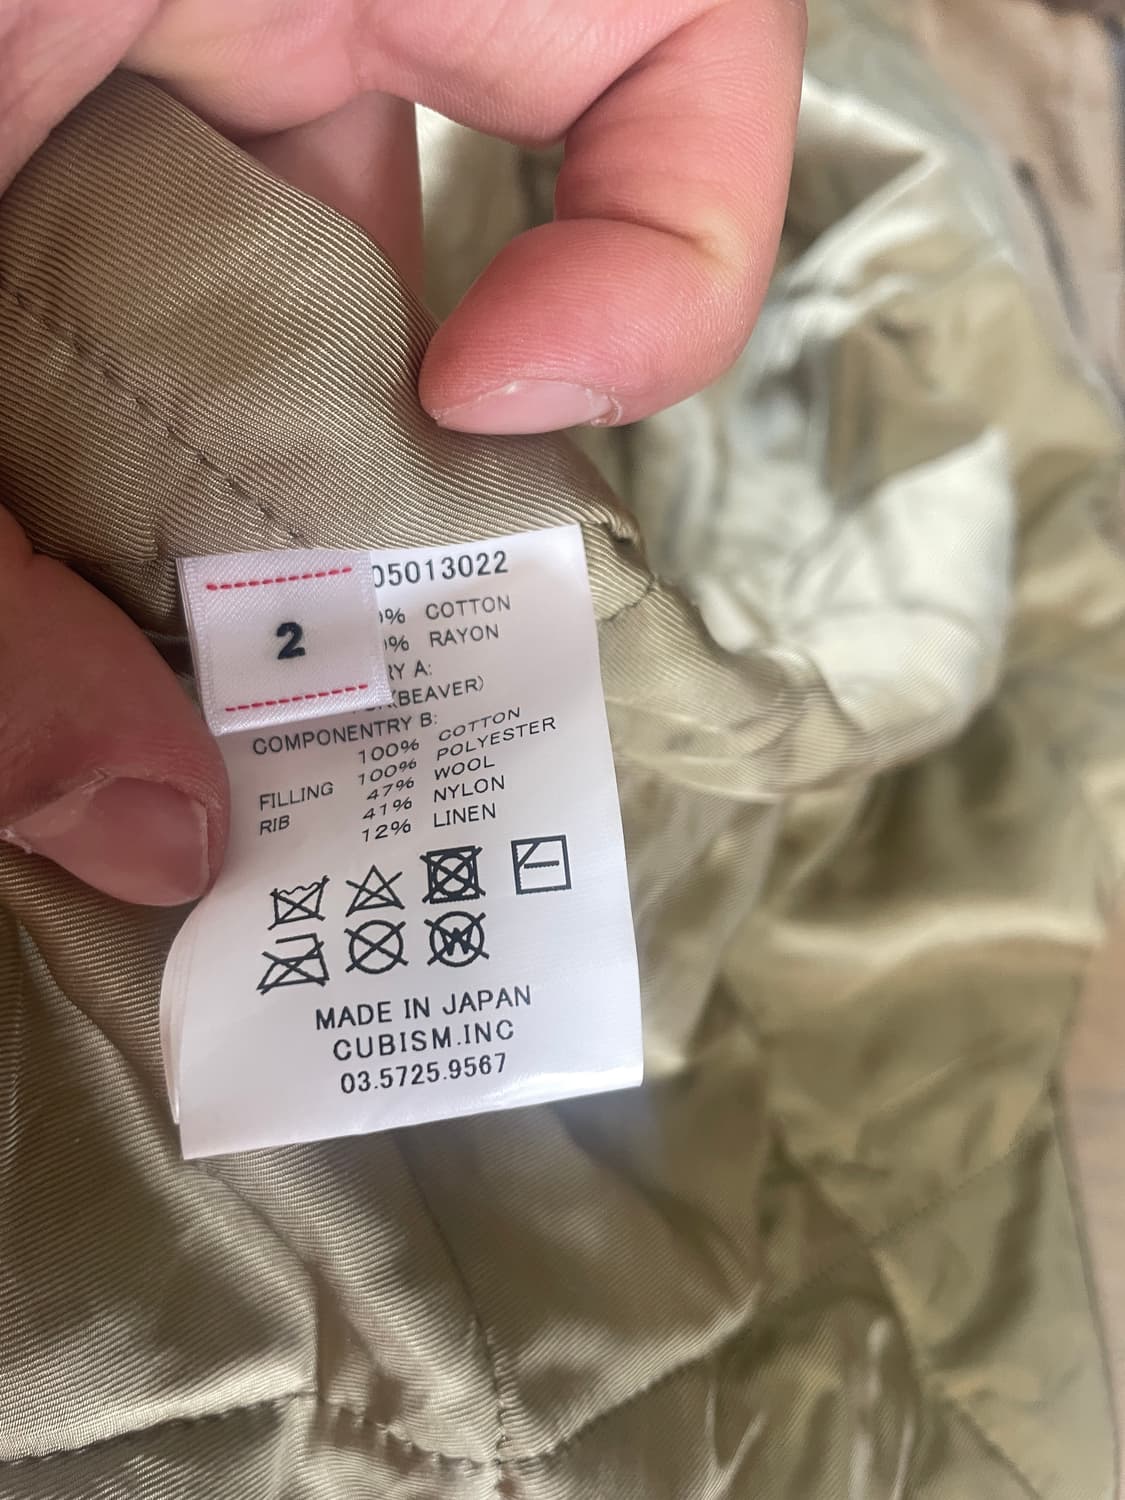 2
05013022
% COTTON
% RAYON
RY A:
(BEAVER)
COMPONENTRY B:
100% COTTON
FILLING 100% POLYESTER
RIB 47% WOOL
41% NYLON
12% LINEN
W
MADE IN JAPAN
CUBISM.INC
03.5725.9567